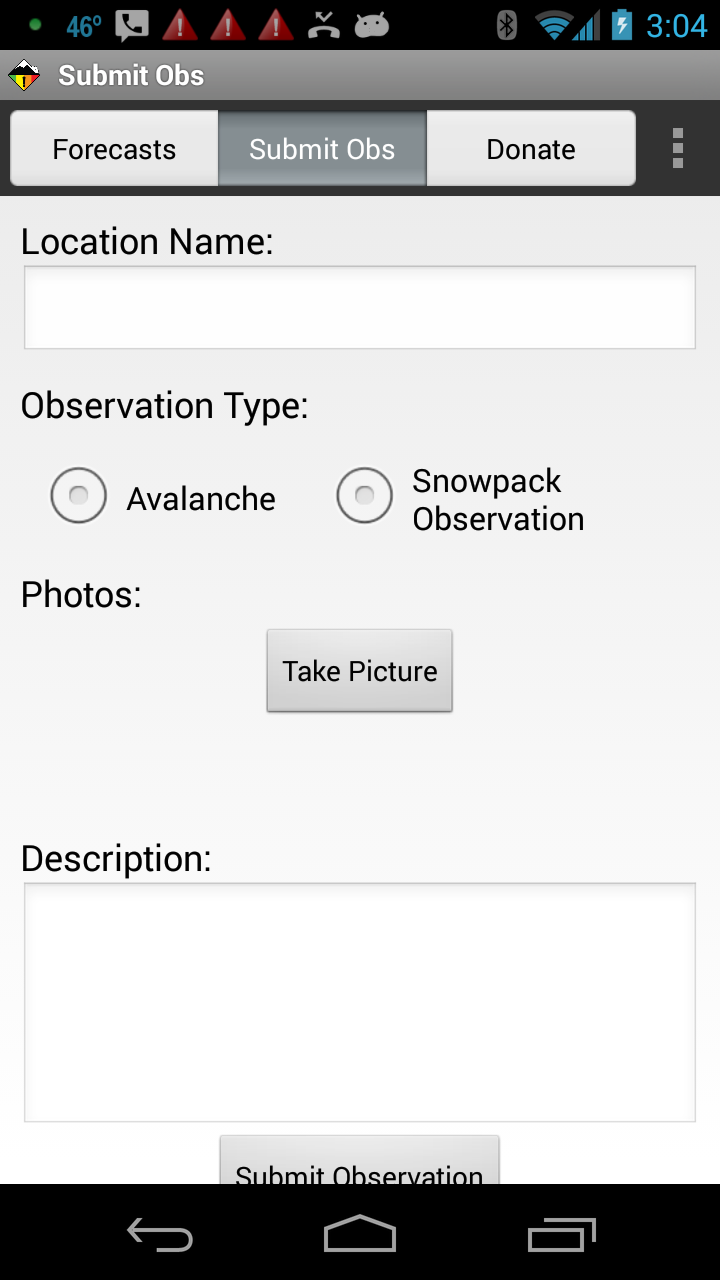 46° 3:04
Submit Obs
Forecasts Submit Obs Donate
Location Name:
Observation Type:
Avalanche
Snowpack
Observation
Photos:
Take Picture
Description:
Submit Observation